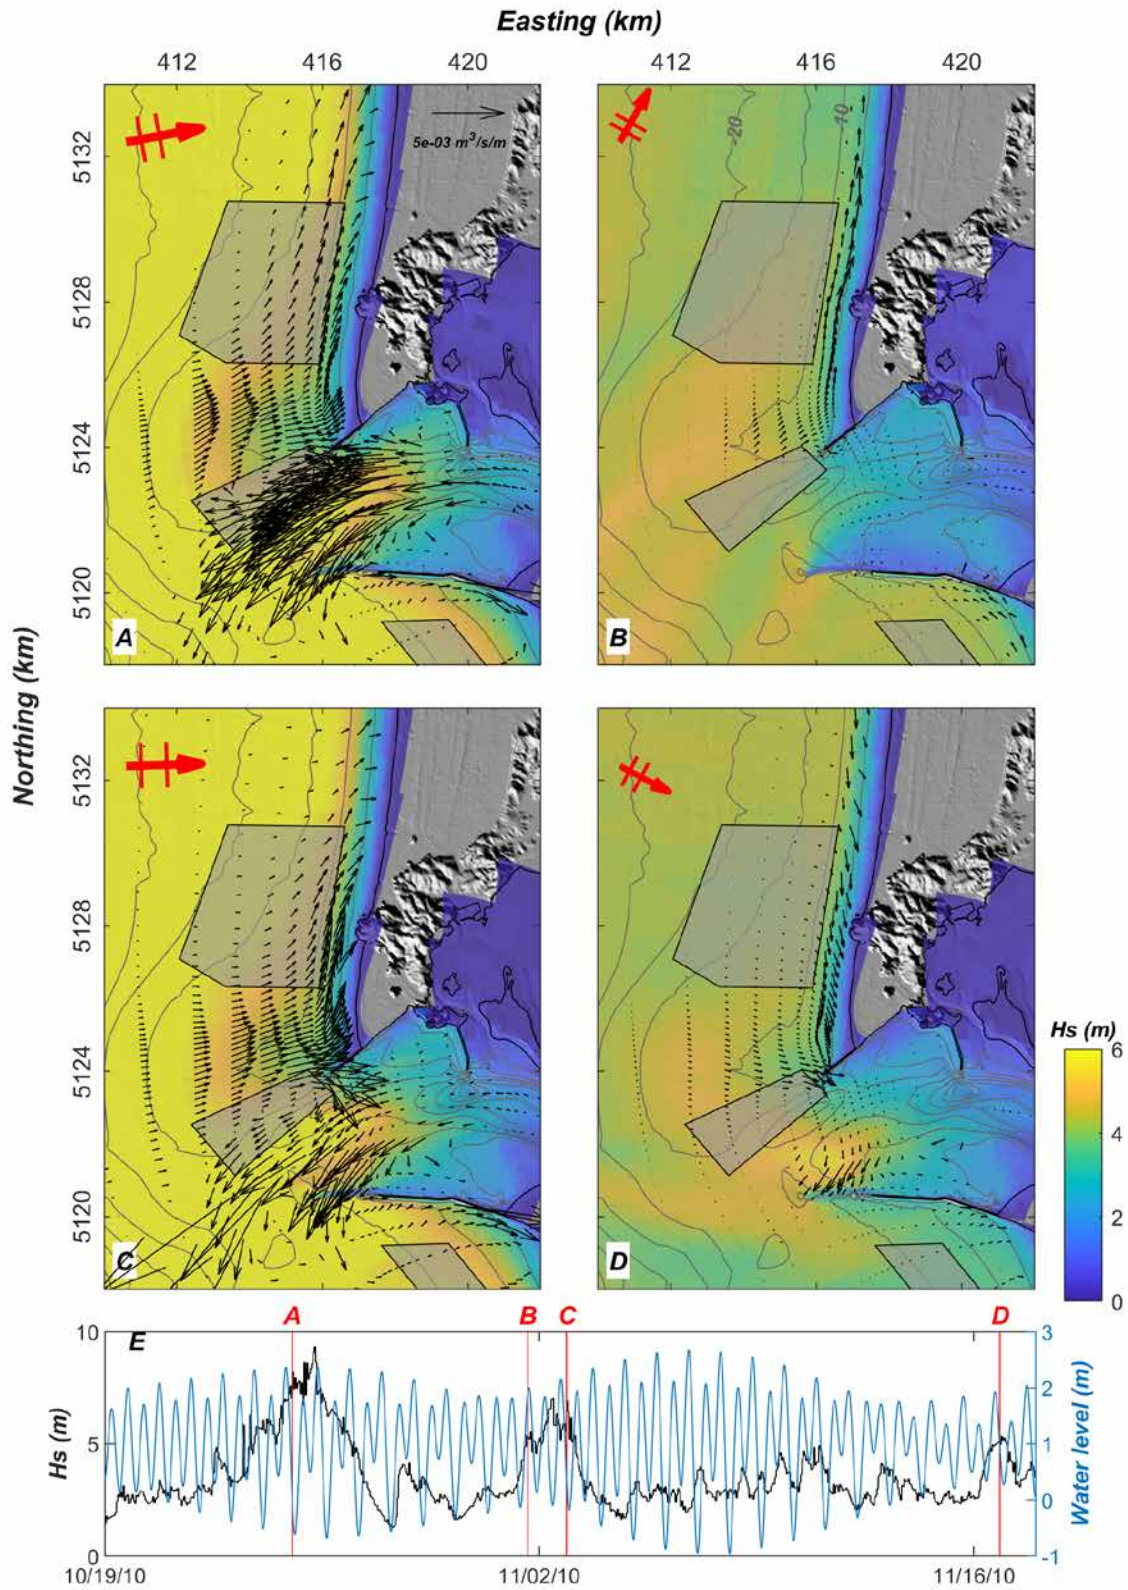 Easting (km)
412 416 420 412 416 420
5e-03 m³/s/m
-20
-10
5132
5128
5124
5120
A
B
Northing (km)
5132
5128
5124
5120
C
D
Hs (m)
6
4
2
0
A B C D
E
10
5
0
Hs (m)
3
2
1
0
-1
Water level (m)
10/19/10 11/02/10 11/16/10